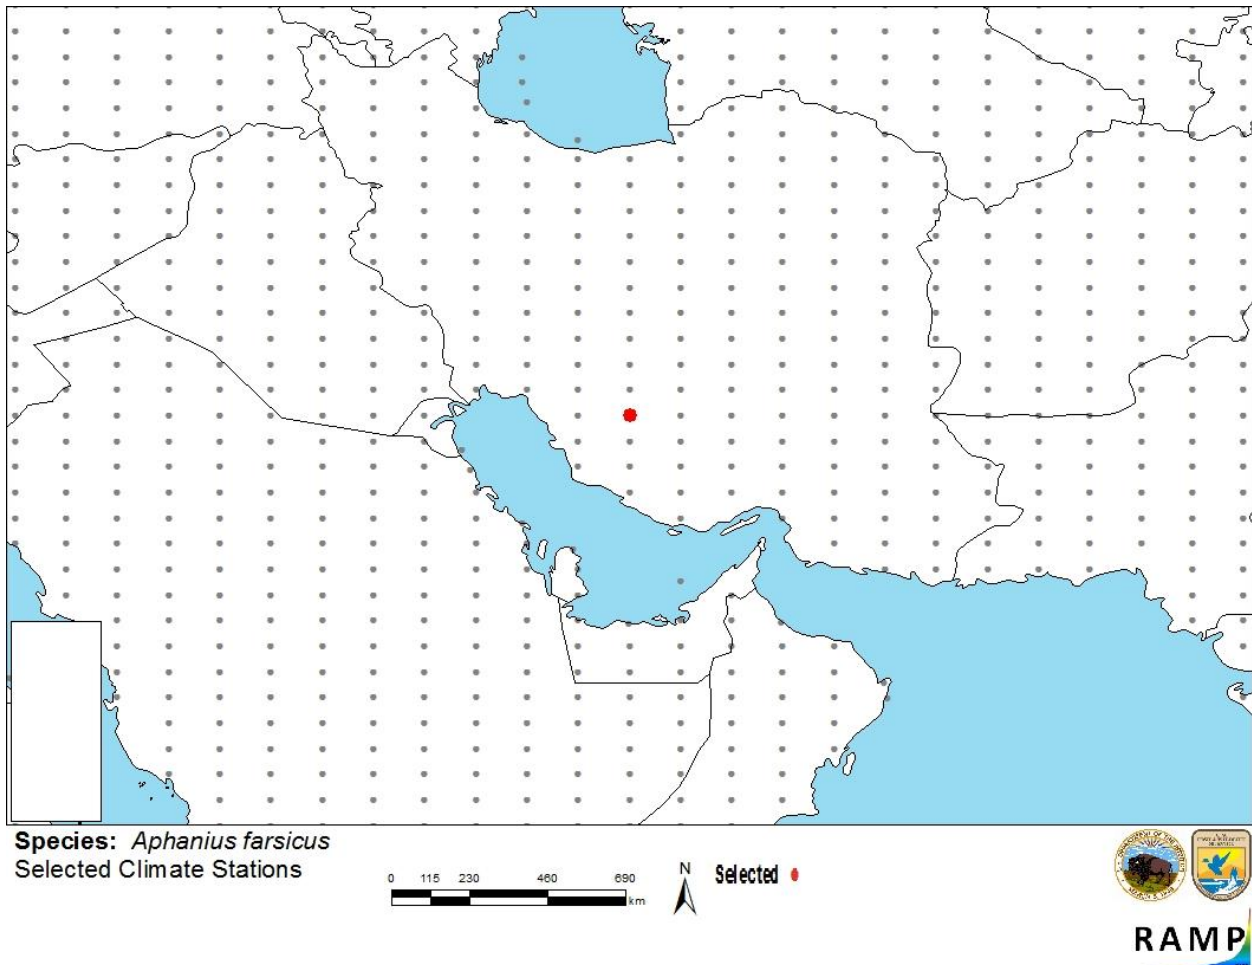 Species: Aphanius farsicus
Selected Climate Stations
0 115 230 460 690
km
N
Selected
RAMP